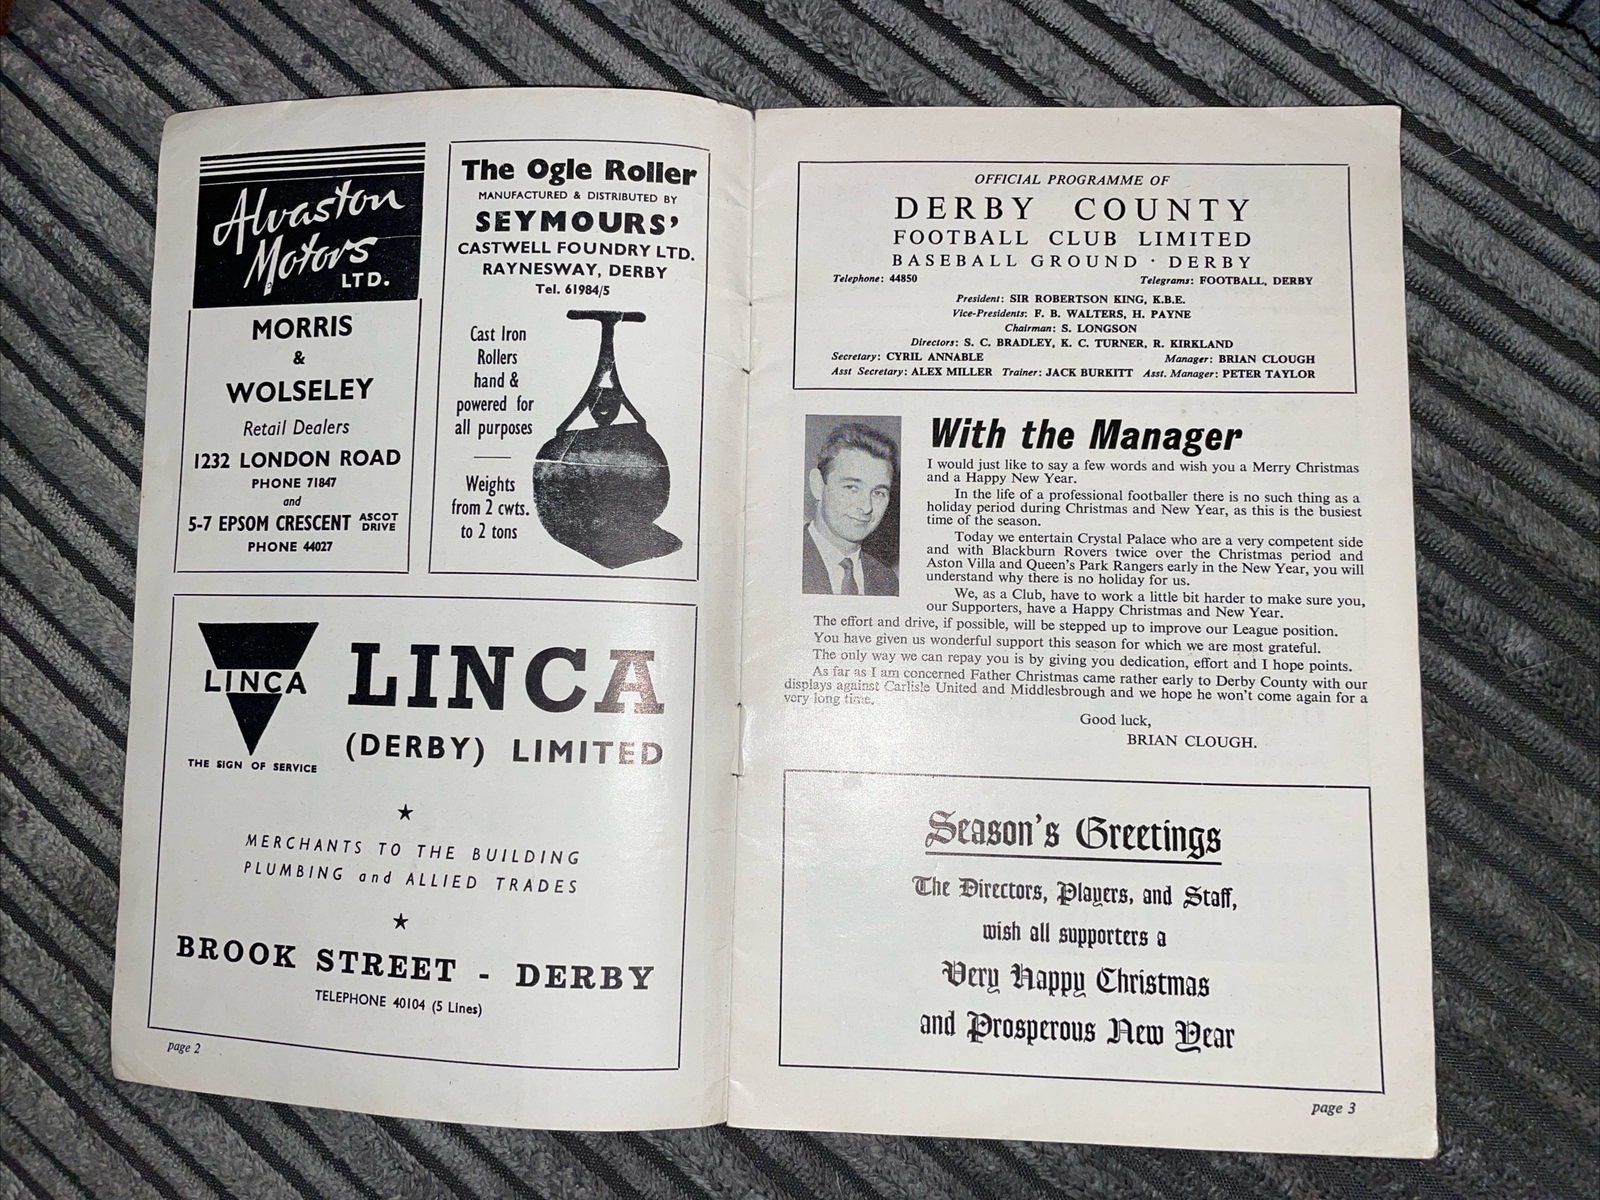 Alvaston
Motors
LTD.
MORRIS
&
WOLSELEY
Retail Dealers
1232 LONDON ROAD
PHONE 71847
and
5-7 EPSOM CRESCENT ASCOT DRIVE
PHONE 44027
The Ogle Roller
MANUFACTURED & DISTRIBUTED BY
SEYMOURS'
CASTWELL FOUNDRY LTD.
RAYNESWAY, DERBY
Tel. 61984/5
Cast Iron
Rollers
hand &
powered for
all purposes
Weights
from 2 cwts.
to 2 tons
LINCA
THE SIGN OF SERVICE
LINCA
(DERBY) LIMITED
★
MERCHANTS TO THE BUILDING
PLUMBING and ALLIED TRADES
★
BROOK STREET - DERBY
TELEPHONE 40104 (5 Lines)
page 2
OFFICIAL PROGRAMME OF
DERBY COUNTY
FOOTBALL CLUB LIMITED
BASEBALL GROUND · DERBY
Telephone: 44850 Telegrams: FOOTBALL, DERBY
President: SIR ROBERTSON KING, K.B.E.
Vice-Presidents: F. B. WALTERS, H. PAYNE
Chairman: S. LONGSON
Directors: S. C. BRADLEY, K. C. TURNER, R. KIRKLAND
Secretary: CYRIL ANNABLE Manager: BRIAN CLOUGH
Asst Secretary: ALEX MILLER Trainer: JACK BURKITT Asst. Manager: PETER TAYLOR
With the Manager
I would just like to say a few words and wish you a Merry Christmas
and a Happy New Year.
In the life of a professional footballer there is no such thing as a
holiday period during Christmas and New Year, as this is the busiest
time of the season.
Today we entertain Crystal Palace who are a very competent side
and with Blackburn Rovers twice over the Christmas period and
Aston Villa and Queen's Park Rangers early in the New Year, you will
understand why there is no holiday for us.
We, as a Club, have to work a little bit harder to make sure you,
our Supporters, have a Happy Christmas and New Year.
The effort and drive, if possible, will be stepped up to improve our League position.
You have given us wonderful support this season for which we are most grateful.
The only way we can repay you is by giving you dedication, effort and I hope points.
As far as I am concerned Father Christmas came rather early to Derby County with our
displays against Carlisle United and Middlesbrough and we hope he won't come again for a
very long time.
Good luck,
BRIAN CLOUGH.
Season's Greetings
The Directors, Players, and Staff,
wish all supporters a
Very Happy Christmas
and Prosperous New Year
page 3